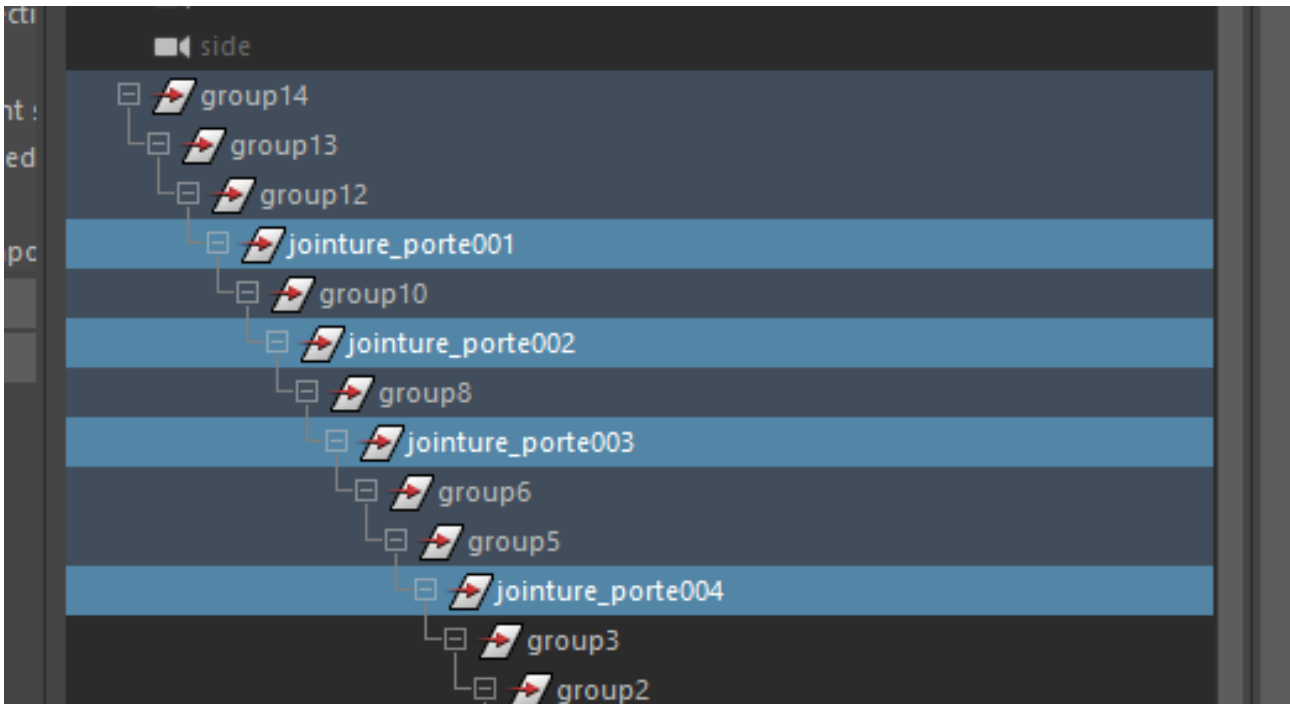 side
group14
group13
group12
jointure_porte001
group10
jointure_porte002
group8
jointure_porte003
group6
group5
jointure_porte004
group3
group2